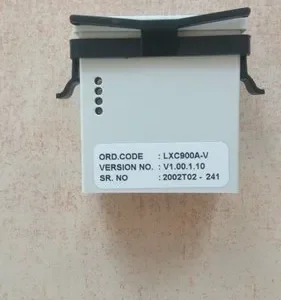 ORD.CODE : LXC900A-V
VERSION NO. : V1.00.1.10
SR. NO : 2002T02 - 241